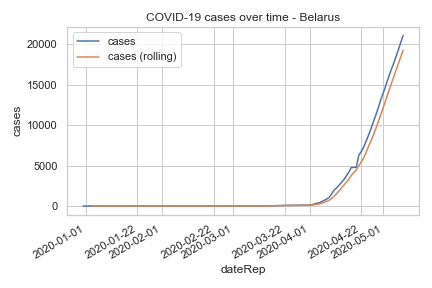 COVID-19 cases over time - Belarus
cases
cases (rolling)
20000
15000
10000
5000
0
cases
2020-01-01
2020-01-22
2020-02-01
2020-02-22
2020-03-01
2020-03-22
2020-04-01
2020-04-22
2020-05-01
dateRep